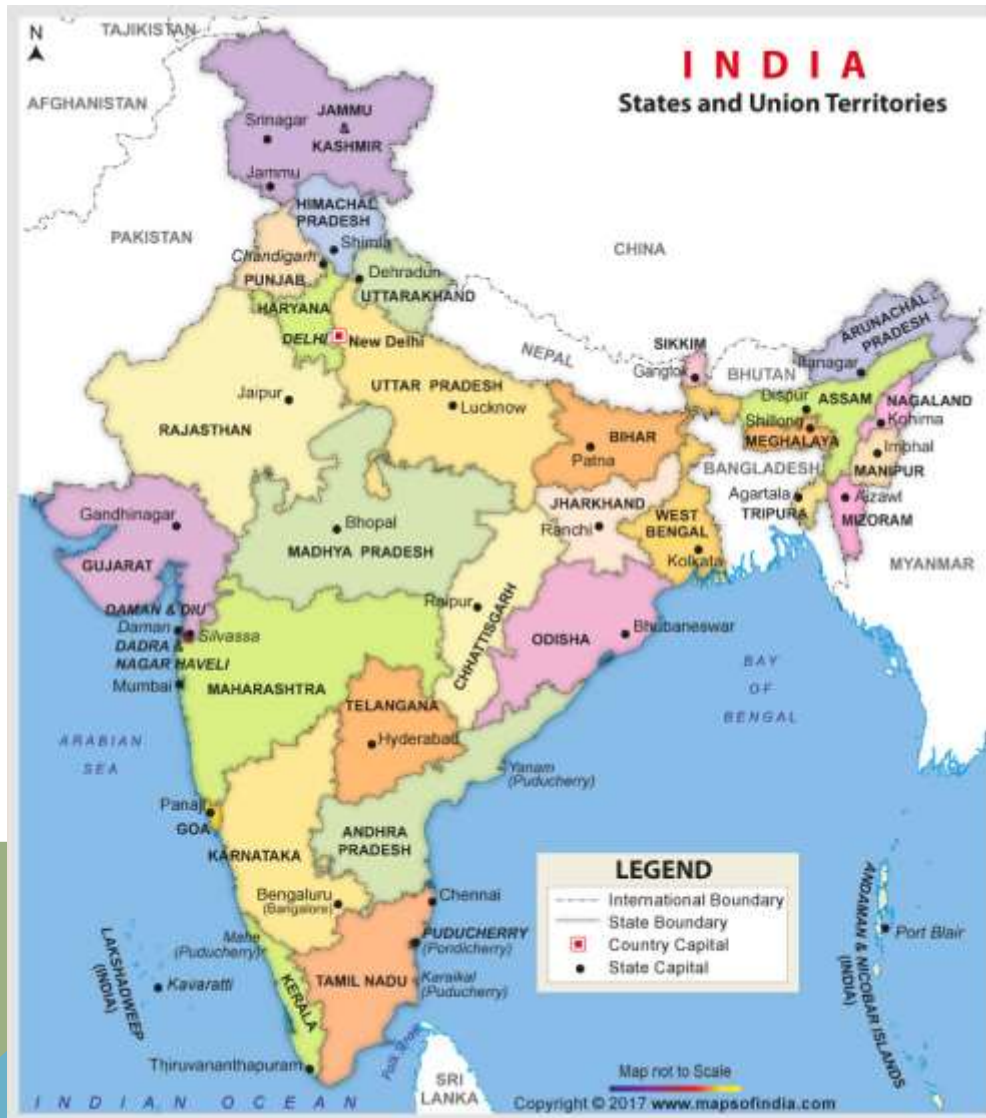 N
TAJIKISTAN
INDIA
States and Union Territories
AFGHANISTAN
JAMMU
&
KASHMIR
Srinagar
Jammu
HIMACHAL
PRADESH
PAKISTAN
Shimla
CHINA
Chandigarh
PUNJAB
Dehradun
UTTARAKHAND
HARYANA
DELHI
New Delhi
ARUNACHAL
PRADESH
NEPAL
SIKKIM
Gangtok
BHUTAN
Itanagar
UTTAR PRADESH
Jaipur
Lucknow
Dispur
ASSAM
NAGALAND
RAJASTHAN
BIHAR
Shillong
Kohima
MEGHALAYA
Patna
Imphal
BANGLADESH
MANIPUR
Gandhinagar
Bhopal
JHARKHAND
Agartala
Aizawl
MADHYA PRADESH
Ranchi
WEST
BENGAL
TRIPURA
MIZORAM
GUJARAT
Kolkata
MYANMAR
DAMAN & DIU
Raipur
CHHATTISGARH
Daman
Silvassa
ODISHA
Bhubaneswar
DADRA &
NAGAR HAVELI
Mumbai
MAHARASHTRA
BAY
OF
BENGAL
TELANGANA
ARABIAN
SEA
Hyderabad
Yanam
(Puducherry)
Panaji
GOA
ANDHRA
PRADESH
KARNATAKA
LEGEND
International Boundary
State Boundary
Country Capital
State Capital
Bengaluru
(Bangalore)
Chennai
Mahe
(Puducherry)
PUDUCHERRY
(Pondicherry)
ANDAMAN & NICOBAR ISLANDS
(INDIA)
Port Blair
LAKSHADWEEP
(INDIA)
Kavaratti
KERALA
TAMIL NADU
Karaikal
(Puducherry)
Thiruvananthapuram
Palk Strait
SRI
LANKA
Map not to Scale
INDIAN OCEAN
Copyright © 2017 www.mapsofindia.com